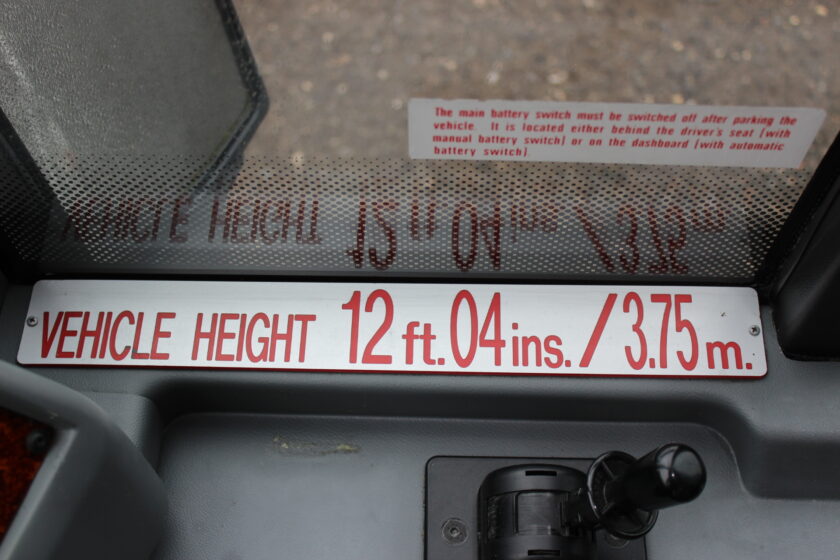 The main battery switch must be switched off after parking the
vehicle. It is located either behind the driver's seat (with
manual battery switch) or on the dashboard (with automatic
battery switch).
VEHICLE HEIGHT 12 ft. 04 ins. / 3.75 m.